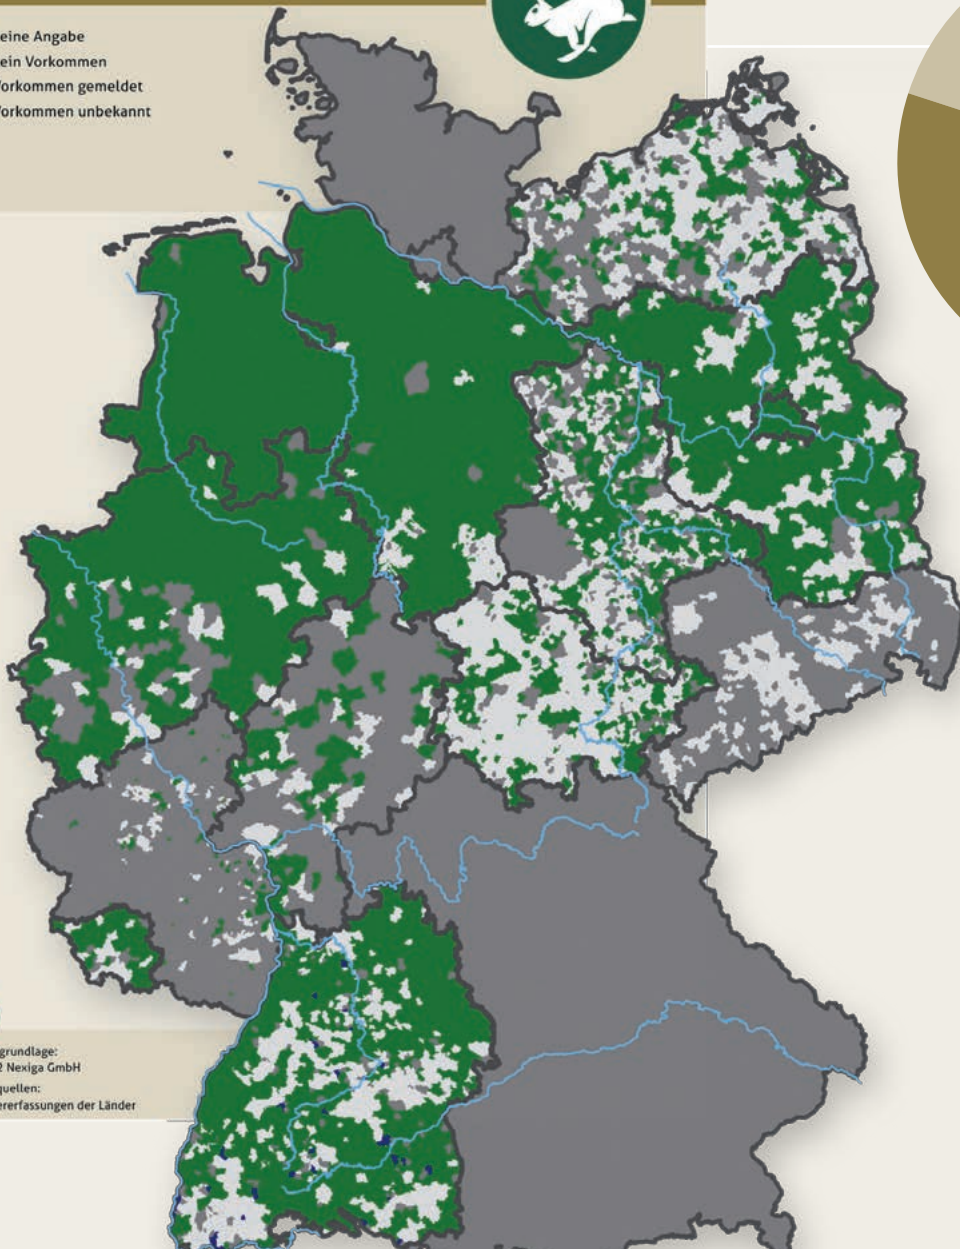 eine Angabe
ein Vorkommen
orkommen gemeldet
orkommen unbekannt
grundlage:
2 Nexiga GmbH
quellen:
ererfassungen der Länder